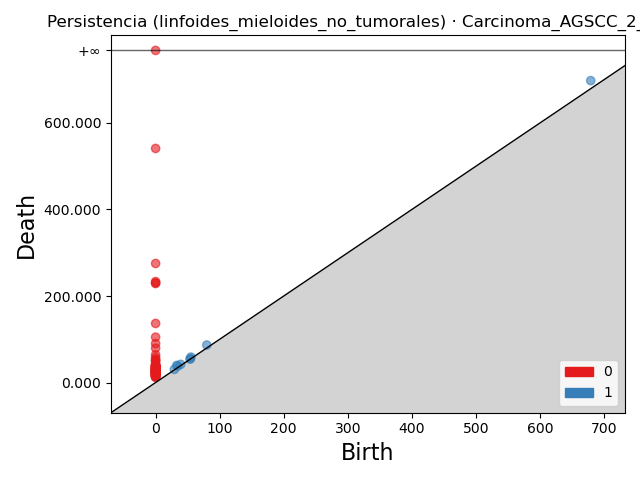 Persistencia (linfoides_mieloides_no_tumorales) · Carcinoma_AGSCC_2_
+∞
600.000
400.000
200.000
0.000
Death
0
1
0 100 200 300 400 500 600 700
Birth